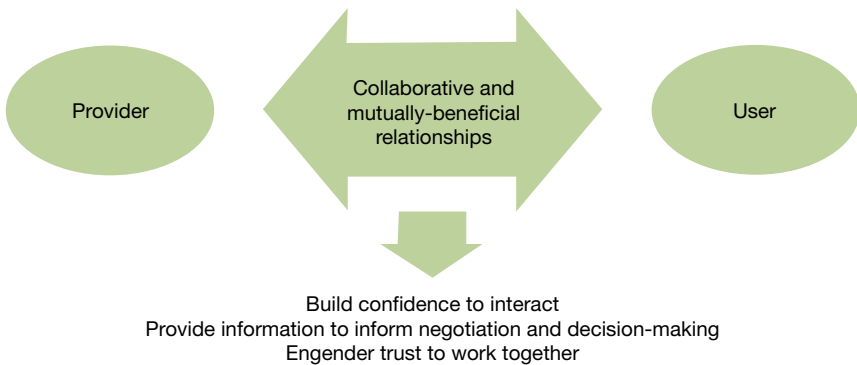 Provider
Collaborative and
mutually-beneficial
relationships
User
Build confidence to interact
Provide information to inform negotiation and decision-making
Engender trust to work together